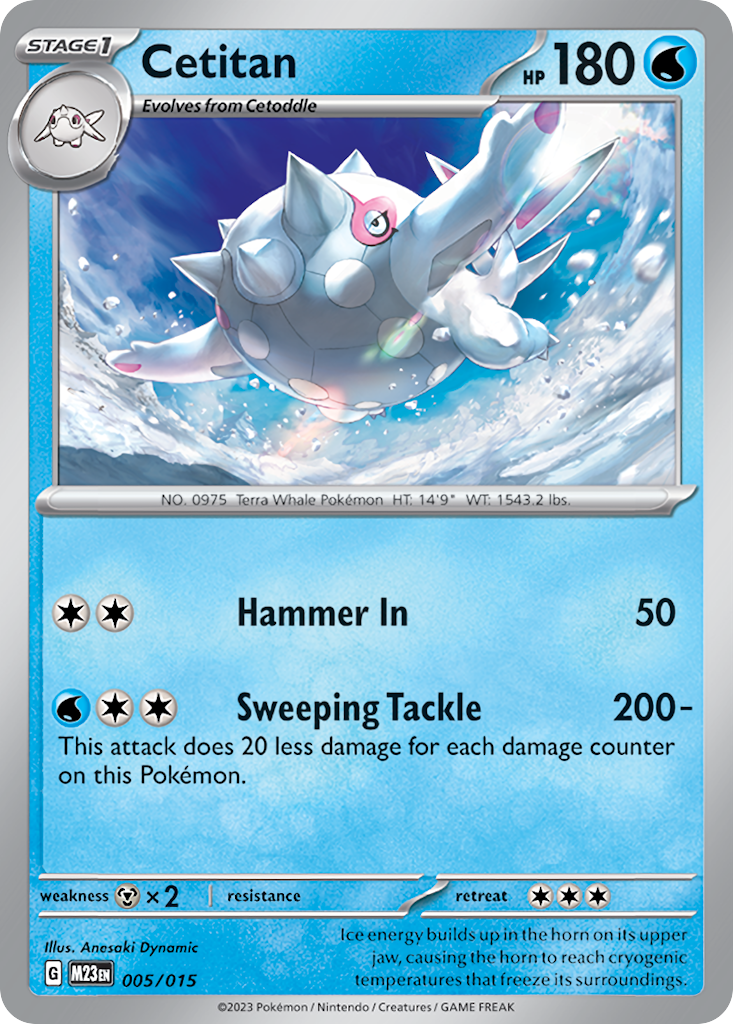 STAGE1
Cetitan
HP 180
Evolves from Cetoddle
NO. 0975 Terra Whale Pokémon HT: 14'9" WT: 1543.2 lbs.
Hammer In 50
Sweeping Tackle 200-
This attack does 20 less damage for each damage counter
on this Pokémon.
weakness ×2 resistance retreat
Illus. Anesaki Dynamic
G M23 EN 005/015
Ice energy builds up in the horn on its upper
jaw, causing the horn to reach cryogenic
temperatures that freeze its surroundings.
©2023 Pokémon / Nintendo / Creatures / GAME FREAK